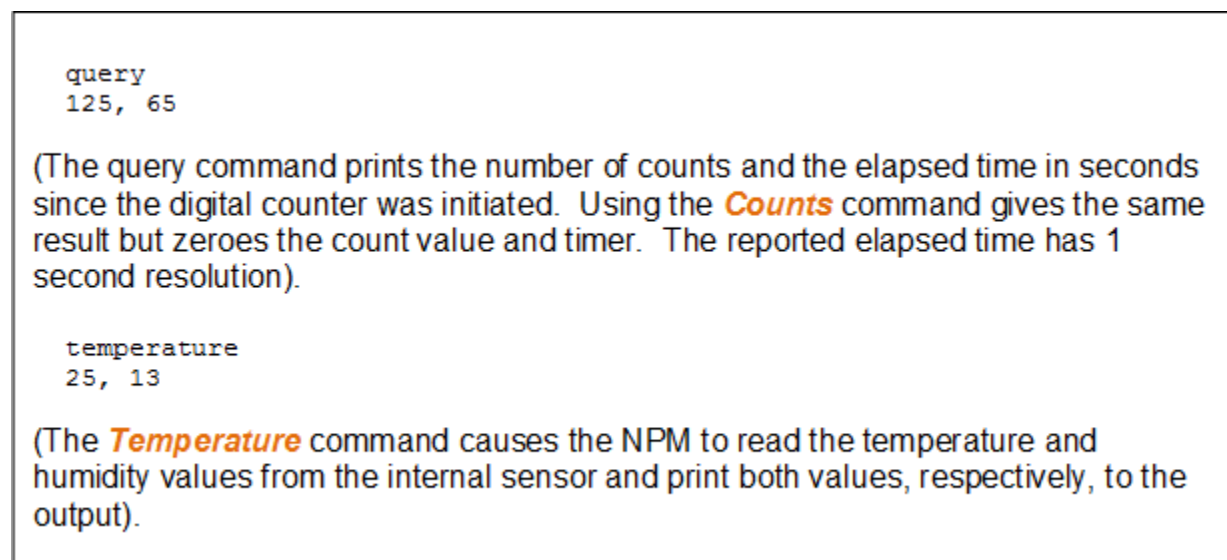 query
125, 65
(The query command prints the number of counts and the elapsed time in seconds
since the digital counter was initiated.  Using the Counts command gives the same
result but zeroes the count value and timer.  The reported elapsed time has 1
second resolution).
temperature
25, 13
(The Temperature command causes the NPM to read the temperature and
humidity values from the internal sensor and print both values, respectively, to the
output).